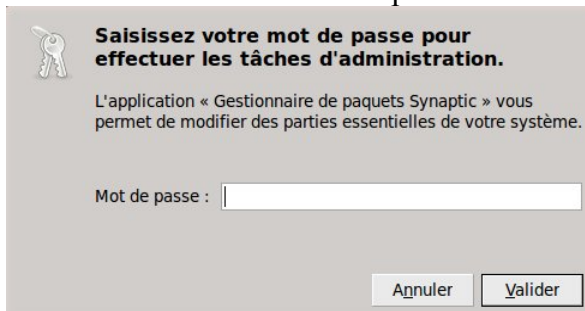 Saisissez votre mot de passe pour
effectuer les tâches d'administration.
L'application « Gestionnaire de paquets Synaptic » vous
permet de modifier des parties essentielles de votre système.
Mot de passe :
Annuler
Valider